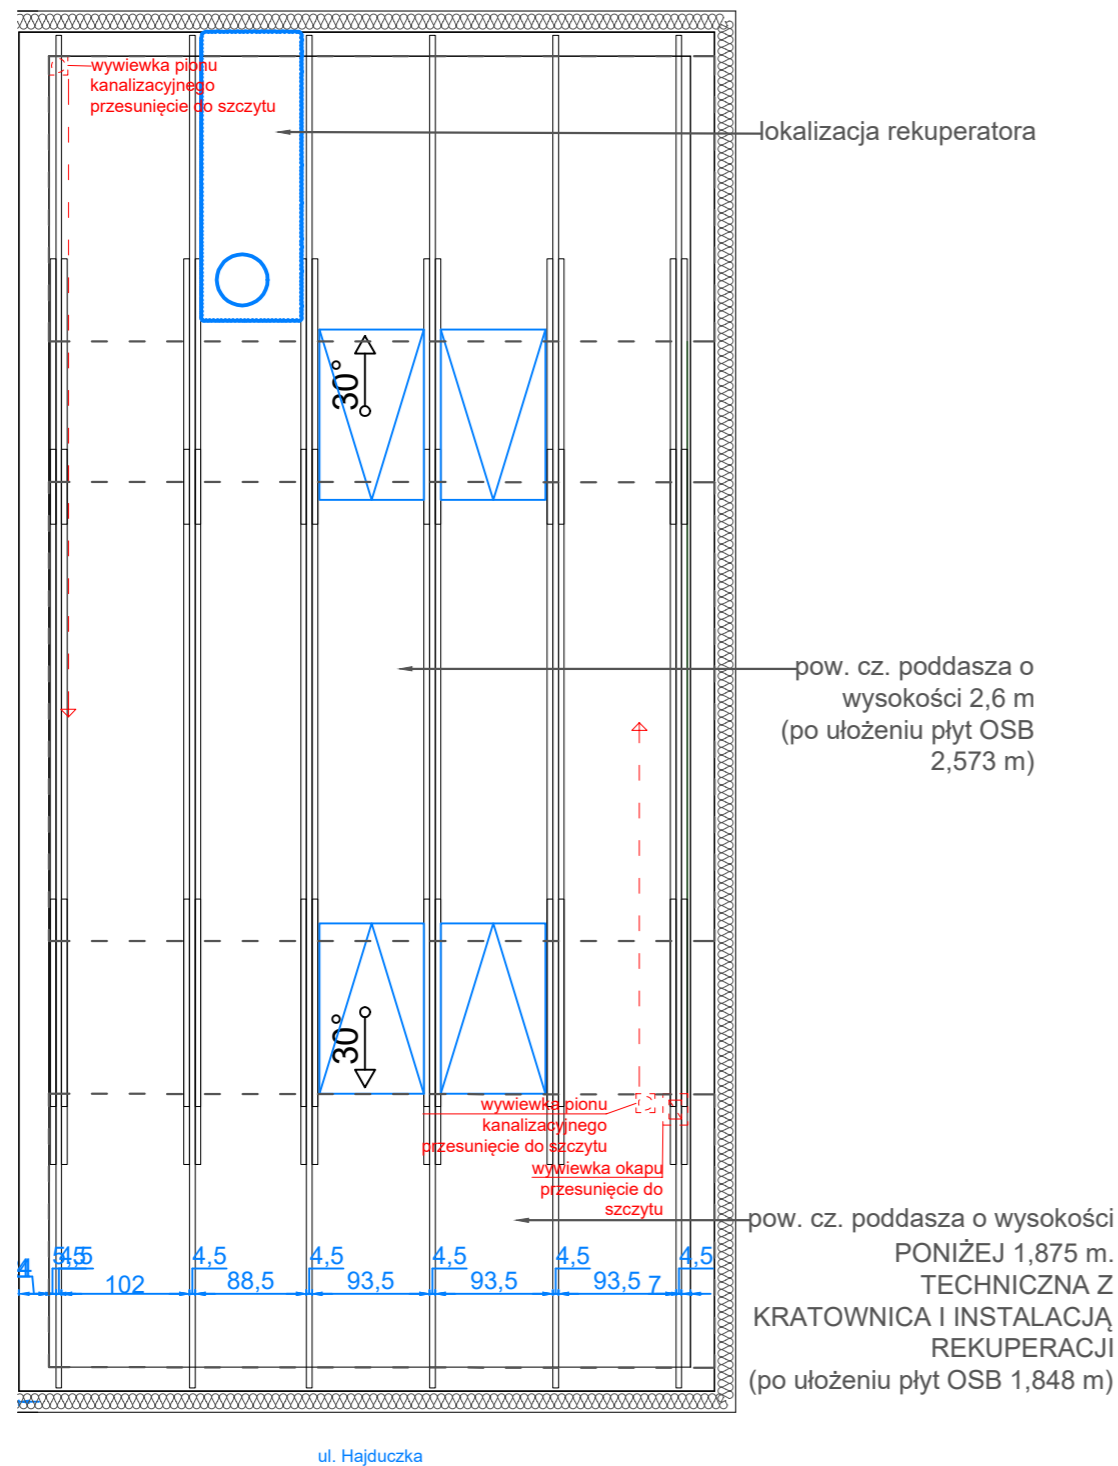 wywiewka pionu
kanalizacyjnego
przesunięcie do szczytu
lokalizacja rekuperatora
30°
pow. cz. poddasza o
wysokości 2,6 m
(po ułożeniu płyt OSB
2,573 m)
30°
wywiewka pionu
kanalizacyjnego
przesunięcie do szczytu
wywiewka okapu
przesunięcie do
szczytu
pow. cz. poddasza o wysokości
PONIŻEJ 1,875 m.
TECHNICZNA Z
KRATOWNICA I INSTALACJĄ
REKUPERACJI
(po ułożeniu płyt OSB 1,848 m)
4,5 4,5 4,5 4,5 4,5
102 88,5 93,5 93,5 93,5 7
ul. Hajduczka